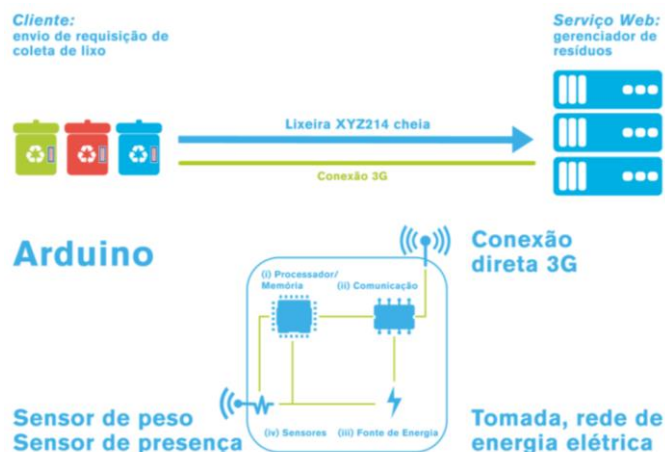 Cliente:
envio de requisição de
coleta de lixo
Serviço Web:
gerenciador de
resíduos
Lixeira XYZ214 cheia
Conexão 3G
Arduino
Conexão
direta 3G
(i) Processador/
Memória
(ii) Comunicação
Sensor de peso
Sensor de presença
(iv) Sensores
(iii) Fonte de Energia
Tomada, rede de
energia elétrica